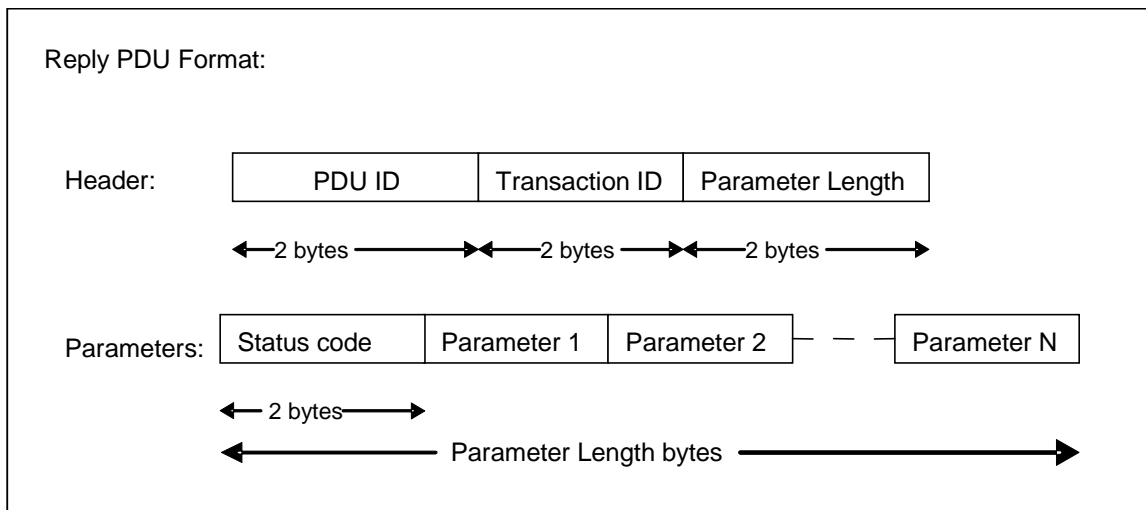 Reply PDU Format:
Header: PDU ID Transaction ID Parameter Length
2 bytes 2 bytes 2 bytes
Parameters: Status code Parameter 1 Parameter 2 Parameter N
2 bytes
Parameter Length bytes